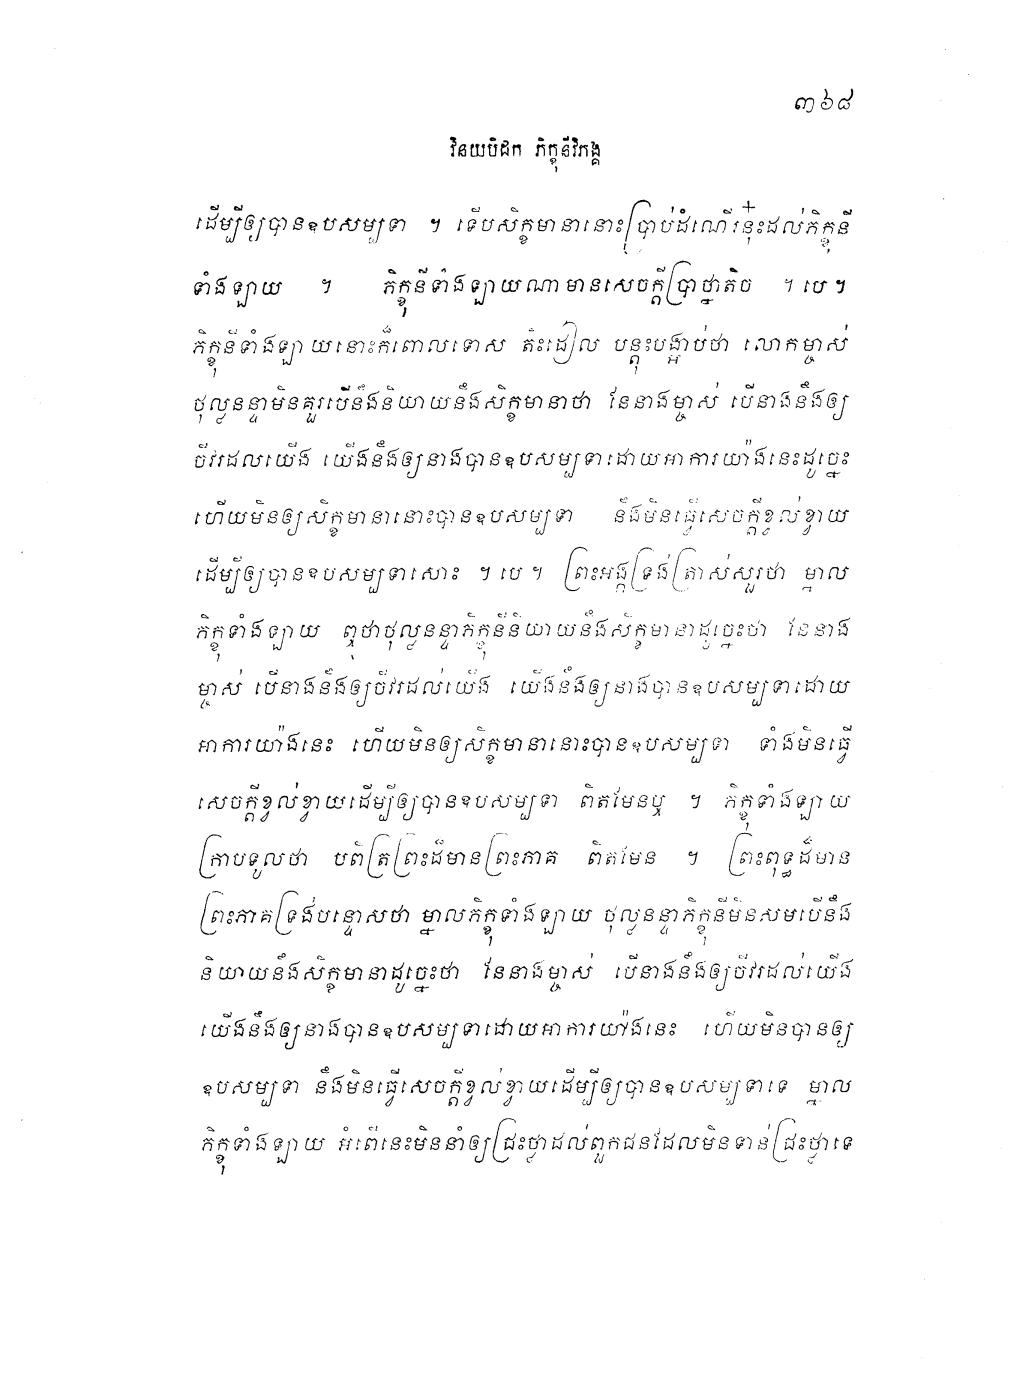 ៣៦៨
វិនយបិដក ភិក្ខុនីវិភង្គ
ដើម្បីឲ្យបានឧបសម្បទា ។ ទើបសិក្ខមានានោះប្រាប់ដំណើរនុ៎ះដល់ភិក្ខុនី
ទាំងឡាយ ។ ភិក្ខុនីទាំងឡាយណាមានសេចក្តីប្រាថ្នាតិច ។ បេ ។
ភិក្ខុនីទាំងឡាយនោះក៏ពោលទោស តិះដៀល បន្តុះបង្អាប់ថា លោកម្ចាស់
ថុល្លនន្ទាមិនគួរបើនឹងនិយាយនឹងសិក្ខមានាថា នែនាងម្ចាស់ បើនាងនឹងឲ្យ
ចីវរដលយើង យើងនឹងឲ្យនាងបានឧបសម្បទាដោយអាការយ៉ាងនេះដូច្នេះ
ហើយមិនឲ្យសិក្ខមានានោះបានឧបសម្បទា នឹងមិនធ្វើសេចក្តីខ្វល់ខ្វាយ
ដើម្បីឲ្យបានឧបសម្បទាសោះ ។ បេ ។ ព្រះអង្គទ្រង់ត្រាស់សួរថា ម្នាល
ភិក្ខុទាំងឡាយ ឮថាថុល្លនន្ទាភិក្ខុនីនិយាយនឹងសិក្ខមានាដូច្នេះថា នែនាង
ម្ចាស់ បើនាងនឹងឲ្យចីវរដល់យើង យើងនឹងឲ្យនាងបានឧបសម្បទាដោយ
អាការយ៉ាងនេះ ហើយមិនឲ្យសិក្ខមានានោះបានឧបសម្បទា ទាំងមិនធ្វើ
សេចក្តីខ្វល់ខ្វាយដើម្បីឲ្យបានឧបសម្បទា ពិតមែនឬ ។ ភិក្ខុទាំងឡាយ
ក្រាបទូលថា បពិត្រព្រះដ៏មានព្រះភាគ ពិតមែន ។ ព្រះពុទ្ធដ៏មាន
ព្រះភាគទ្រង់បន្ទោសថា ម្នាលភិក្ខុទាំងឡាយ ថុល្លនន្ទាភិក្ខុនីមិនសមបើនឹង
និយាយនឹងសិក្ខមានាដូច្នេះថា នែនាងម្ចាស់ បើនាងនឹងឲ្យចីវរដល់យើង
យើងនឹងឲ្យនាងបានឧបសម្បទាដោយអាការយ៉ាងនេះ ហើយមិនបានឲ្យ
ឧបសម្បទា នឹងមិនធ្វើសេចក្តីខ្វល់ខ្វាយដើម្បីឲ្យបានឧបសម្បទាទេ ម្នាល
ភិក្ខុទាំងឡាយ អំពើនេះមិននាំឲ្យជ្រះថ្លាដល់ពួកជនដែលមិនទាន់ជ្រះថ្លាទេ